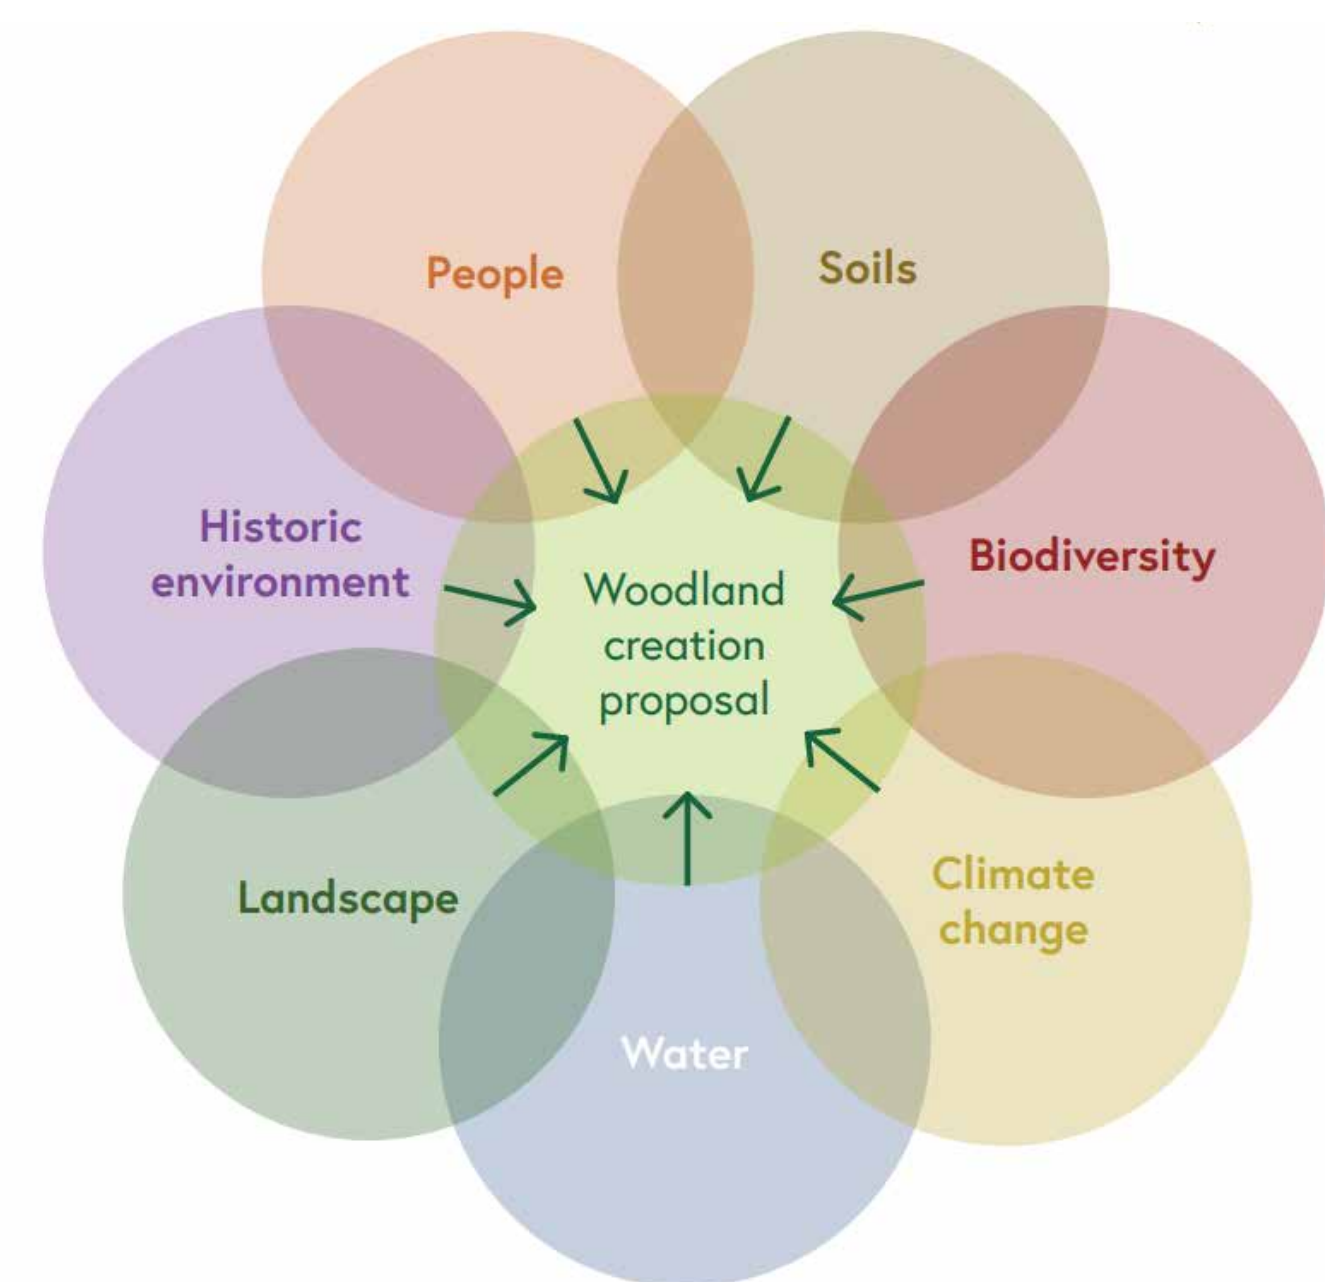 People
Soils
Historic
environment
Biodiversity
Woodland
creation
proposal
Landscape
Climate
change
Water